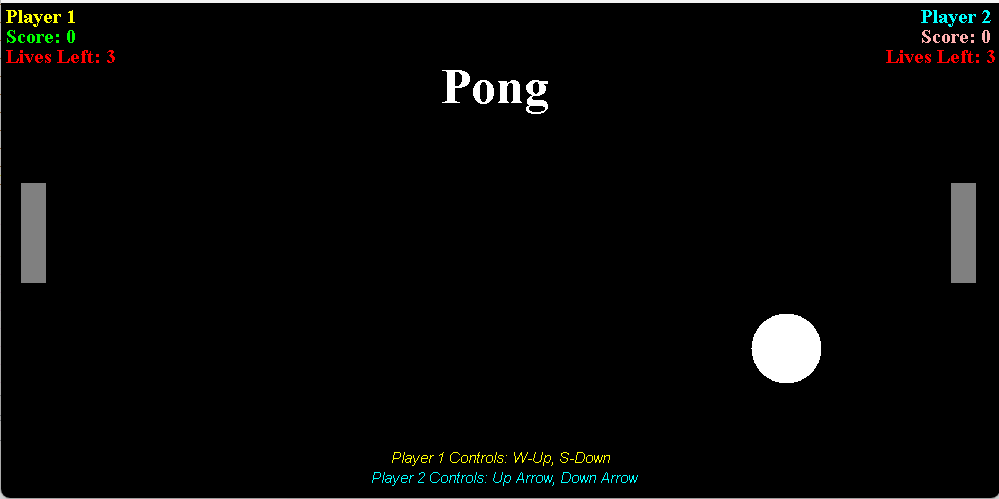 Player 1
Score: 0
Lives Left: 3
Player 2
Score: 0
Lives Left: 3
Pong
Player 1 Controls: W-Up, S-Down
Player 2 Controls: Up Arrow, Down Arrow